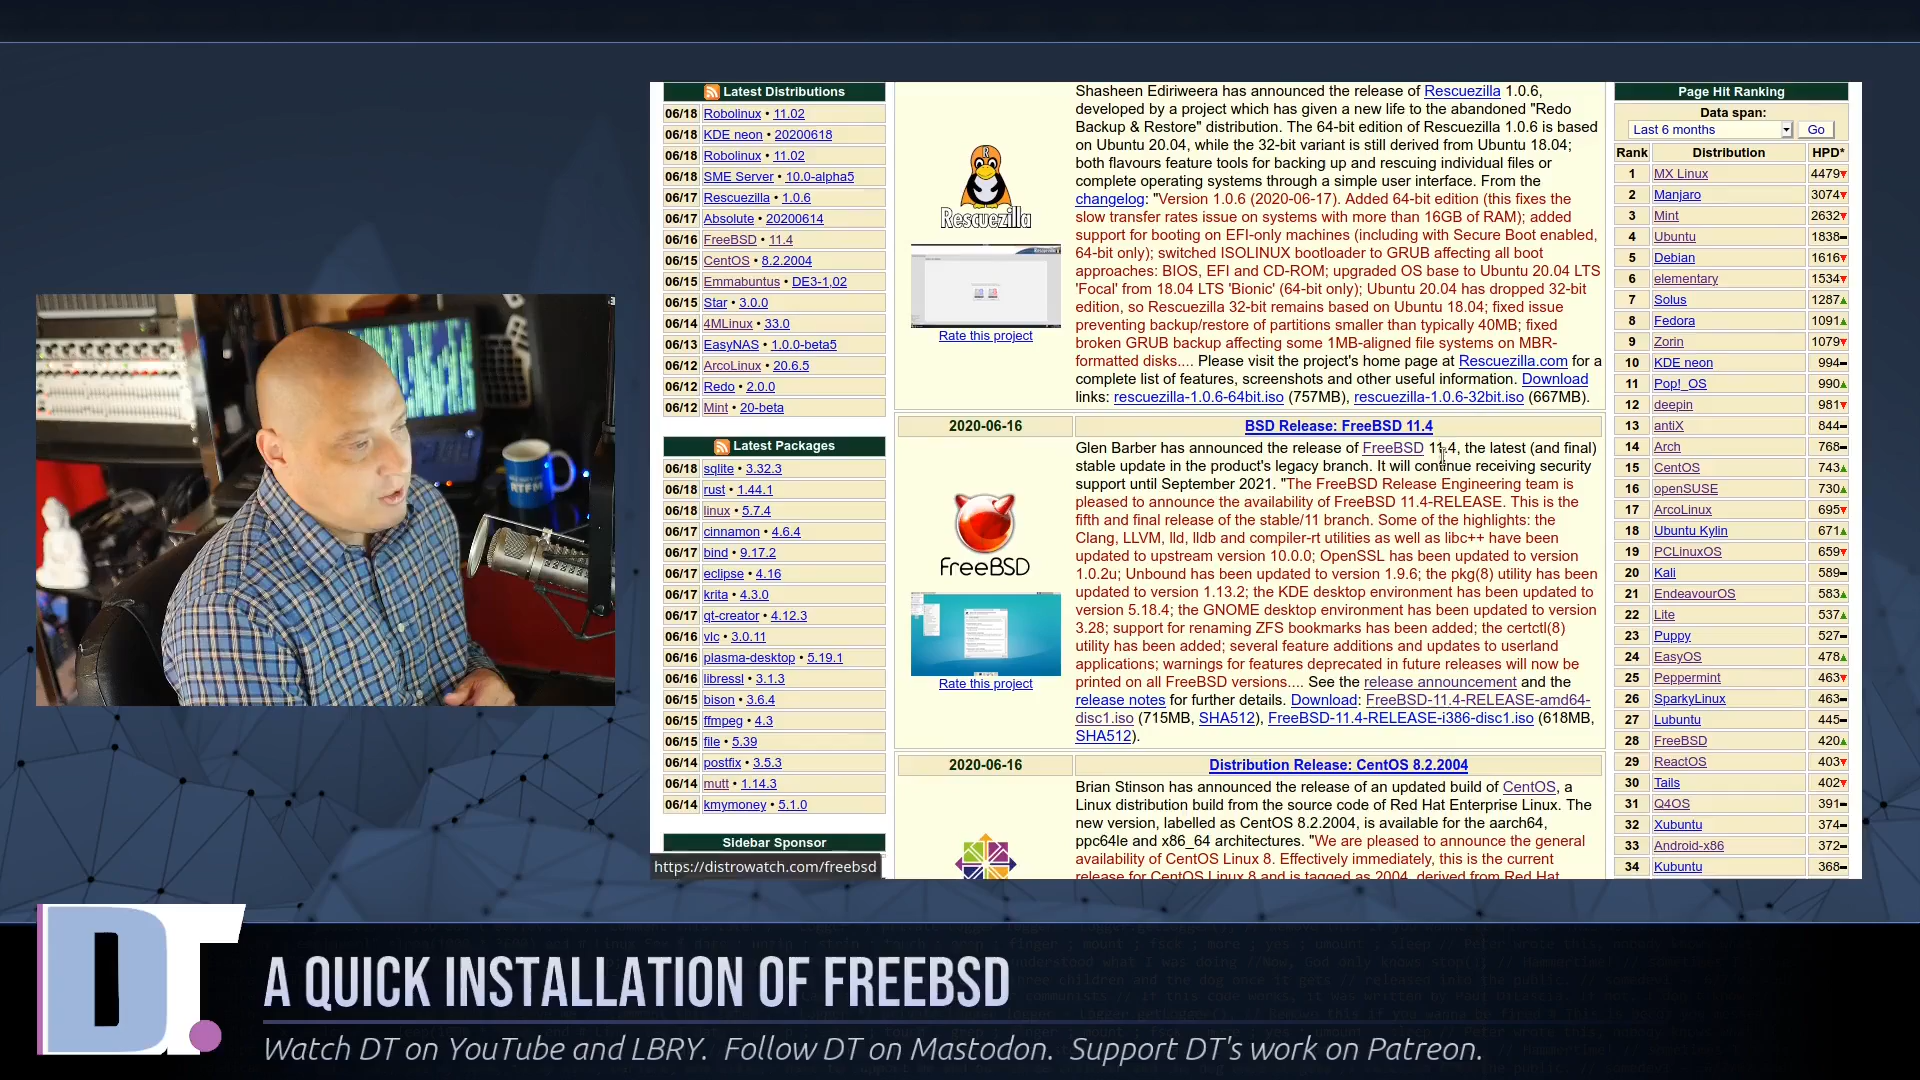 Latest Distributions
06/18 Robolinux • 11.02
06/18 KDE neon • 20200618
06/18 Robolinux • 11.02
06/18 SME Server • 10.0-alpha5
06/17 Rescuezilla • 1.0.6
06/17 Absolute • 20200614
06/16 FreeBSD • 11.4
06/15 CentOS • 8.2.2004
06/15 Emmabuntus • DE3-1,02
06/15 Star • 3.0.0
06/14 4MLinux • 33.0
06/13 EasyNAS • 1.0.0-beta5
06/12 ArcoLinux • 20.6.5
06/12 Redo • 2.0.0
06/12 Mint • 20-beta
Latest Packages
06/18 sqlite • 3.32.3
06/18 rust • 1.44.1
06/18 linux • 5.7.4
06/17 cinnamon • 4.6.4
06/17 bind • 9.17.2
06/17 eclipse • 4.16
06/17 krita • 4.3.0
06/17 qt-creator • 4.12.3
06/16 vlc • 3.0.11
06/16 plasma-desktop • 5.19.1
06/16 libressl • 3.1.3
06/15 bison • 3.6.4
06/15 ffmpeg • 4.3
06/15 file • 5.39
06/14 postfix • 3.5.3
06/14 mutt • 1.14.3
06/14 kmymoney • 5.1.0
Sidebar Sponsor
https://distrowatch.com/freebsd
Rescuezilla
Rate this project
Shasheen Ediriweera has announced the release of Rescuezilla 1.0.6,
developed by a project which has given a new life to the abandoned "Redo
Backup & Restore" distribution. The 64-bit edition of Rescuezilla 1.0.6 is based
on Ubuntu 20.04, while the 32-bit variant is still derived from Ubuntu 18.04;
both flavours feature tools for backing up and rescuing individual files or
complete operating systems through a simple user interface. From the
changelog: "Version 1.0.6 (2020-06-17). Added 64-bit edition (this fixes the
slow transfer rates issue on systems with more than 16GB of RAM); added
support for booting on EFI-only machines (including with Secure Boot enabled,
64-bit only); switched ISOLINUX bootloader to GRUB affecting all boot
approaches: BIOS, EFI and CD-ROM; upgraded OS base to Ubuntu 20.04 LTS
'Focal' from 18.04 LTS 'Bionic' (64-bit only); Ubuntu 20.04 has dropped 32-bit
edition, so Rescuezilla 32-bit remains based on Ubuntu 18.04; fixed issue
preventing backup/restore of partitions smaller than typically 40MB; fixed
broken GRUB backup affecting some 1MB-aligned file systems on MBR-
formatted disks.... Please visit the project's home page at Rescuezilla.com for a
complete list of features, screenshots and other useful information. Download
links: rescuezilla-1.0.6-64bit.iso (757MB), rescuezilla-1.0.6-32bit.iso (667MB).
2020-06-16 BSD Release: FreeBSD 11.4
FreeBSD
Rate this project
Glen Barber has announced the release of FreeBSD 11.4, the latest (and final)
stable update in the product's legacy branch. It will continue receiving security
support until September 2021. "The FreeBSD Release Engineering team is
pleased to announce the availability of FreeBSD 11.4-RELEASE. This is the
fifth and final release of the stable/11 branch. Some of the highlights: the
Clang, LLVM, lld, lldb and compiler-rt utilities as well as libc++ have been
updated to upstream version 10.0.0; OpenSSL has been updated to version
1.0.2u; Unbound has been updated to version 1.9.6; the pkg(8) utility has been
updated to version 1.13.2; the KDE desktop environment has been updated to
version 5.18.4; the GNOME desktop environment has been updated to version
3.28; support for renaming ZFS bookmarks has been added; the certctl(8)
utility has been added; several feature additions and updates to userland
applications; warnings for features deprecated in future releases will now be
printed on all FreeBSD versions.... See the release announcement and the
release notes for further details. Download: FreeBSD-11.4-RELEASE-amd64-
disc1.iso (715MB, SHA512), FreeBSD-11.4-RELEASE-i386-disc1.iso (618MB,
SHA512).
2020-06-16 Distribution Release: CentOS 8.2.2004
Brian Stinson has announced the release of an updated build of CentOS, a
Linux distribution build from the source code of Red Hat Enterprise Linux. The
new version, labelled as CentOS 8.2.2004, is available for the aarch64,
ppc64le and x86_64 architectures. "We are pleased to announce the general
availability of CentOS Linux 8. Effectively immediately, this is the current
release for CentOS Linux 8 and is tagged as 2004, derived from Red Hat
Page Hit Ranking
Data span:
Last 6 months Go
Rank Distribution HPD*
1 MX Linux 4479
2 Manjaro 3074
3 Mint 2632
4 Ubuntu 1838
5 Debian 1616
6 elementary 1534
7 Solus 1287
8 Fedora 1091
9 Zorin 1079
10 KDE neon 994
11 Pop!_OS 990
12 deepin 981
13 antiX 844
14 Arch 768
15 CentOS 743
16 openSUSE 730
17 ArcoLinux 695
18 Ubuntu Kylin 671
19 PCLinuxOS 659
20 Kali 589
21 EndeavourOS 583
22 Lite 537
23 Puppy 527
24 EasyOS 478
25 Peppermint 463
26 SparkyLinux 463
27 Lubuntu 445
28 FreeBSD 420
29 ReactOS 403
30 Tails 402
31 Q4OS 391
32 Xubuntu 374
33 Android-x86 372
34 Kubuntu 368
RTFM
DT.
A QUICK INSTALLATION OF FREEBSD
Watch DT on YouTube and LBRY. Follow DT on Mastodon. Support DT's work on Patreon.